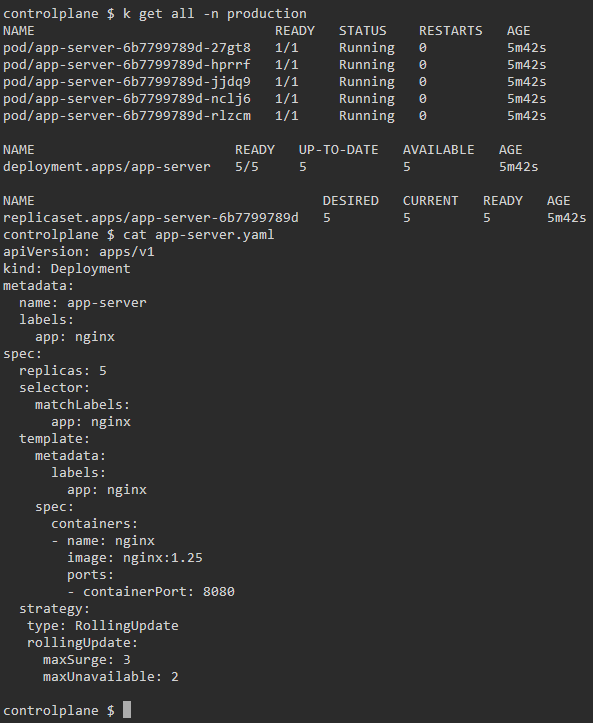 controlplane $ k get all -n production
NAME                              READY   STATUS    RESTARTS   AGE
pod/app-server-6b7799789d-27gt8   1/1     Running   0          5m42s
pod/app-server-6b7799789d-hprrf   1/1     Running   0          5m42s
pod/app-server-6b7799789d-jjdq9   1/1     Running   0          5m42s
pod/app-server-6b7799789d-nclj6   1/1     Running   0          5m42s
pod/app-server-6b7799789d-rlzcm   1/1     Running   0          5m42s

NAME                         READY   UP-TO-DATE   AVAILABLE   AGE
deployment.apps/app-server   5/5     5            5           5m42s

NAME                                    DESIRED   CURRENT   READY   AGE
replicaset.apps/app-server-6b7799789d   5         5         5       5m42s
controlplane $ cat app-server.yaml
apiVersion: apps/v1
kind: Deployment
metadata:
  name: app-server
  labels:
    app: nginx
spec:
  replicas: 5
  selector:
    matchLabels:
      app: nginx
  template:
    metadata:
      labels:
        app: nginx
    spec:
      containers:
      - name: nginx
        image: nginx:1.25
        ports:
        - containerPort: 8080
  strategy:
   type: RollingUpdate
   rollingUpdate:
     maxSurge: 3
     maxUnavailable: 2

controlplane $